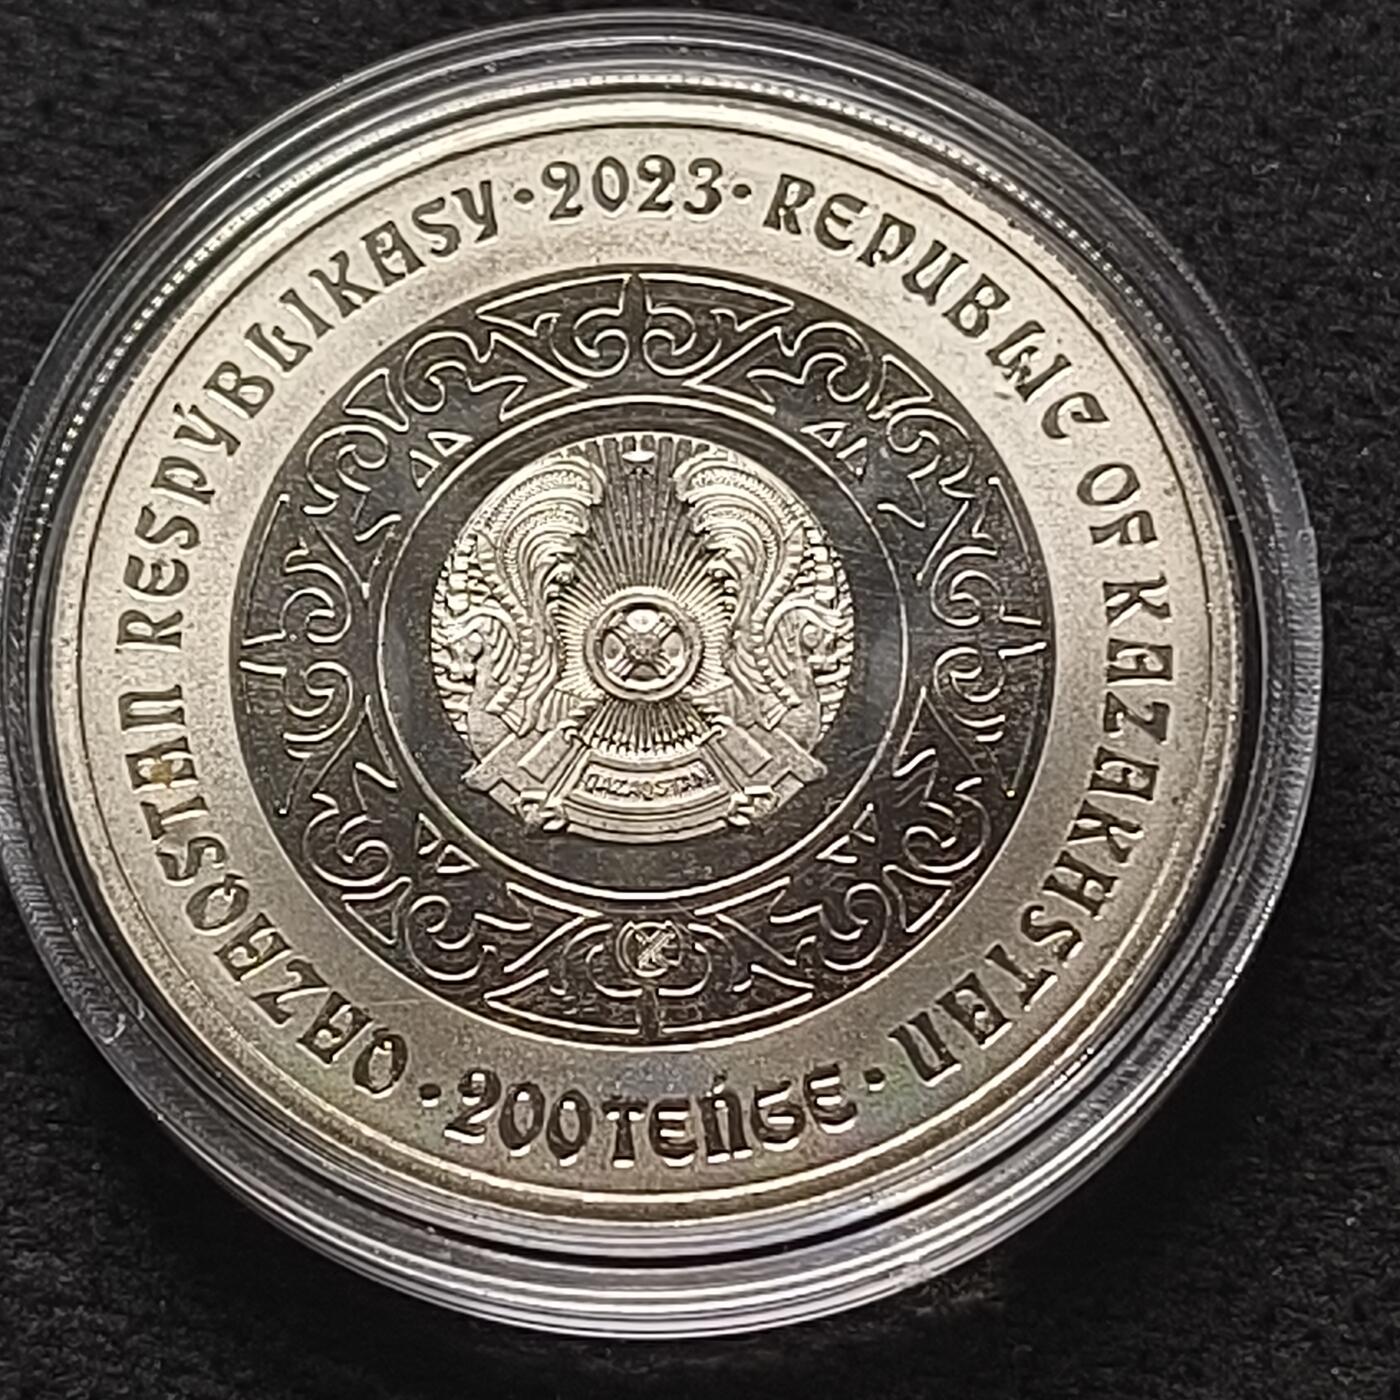 QAZAQSTAN RESPÝBLIKASY · 2023 · REPUBLIC OF KAZAKHSTAN · 200 TEŃGE ·
QAZAQSTAN